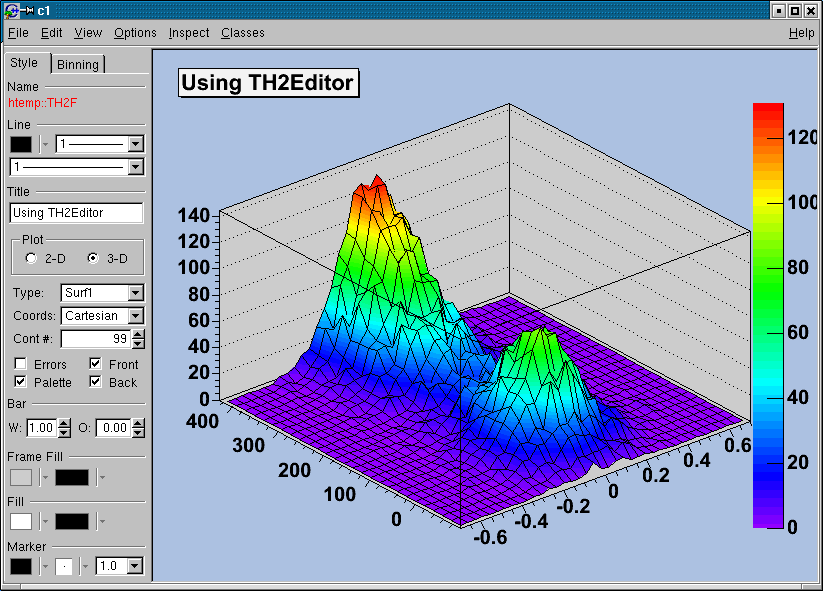 c1
File Edit View Options Inspect Classes Help
Style Binning
Name
htemp::TH2F
Line
1
1
Title
Using TH2Editor
Plot
2-D 3-D
Type: Surf1
Coords: Cartesian
Cont #: 99
Errors Front
Palette Back
Bar
W: 1.00 O: 0.00
Frame Fill
Fill
Marker
1.0
Using TH2Editor
140
120
100
80
60
40
20
0
400
300
200
100
0
-0.6
-0.4
-0.2
0
0.2
0.4
0.6
120
100
80
60
40
20
0